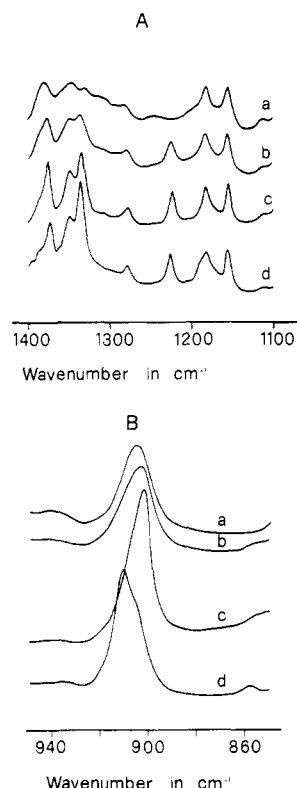 A
a
b
c
d
1400 1300 1200 1100
Wavenumber in cm⁻¹
B
a
b
c
d
940 900 860
Wavenumber in cm⁻¹